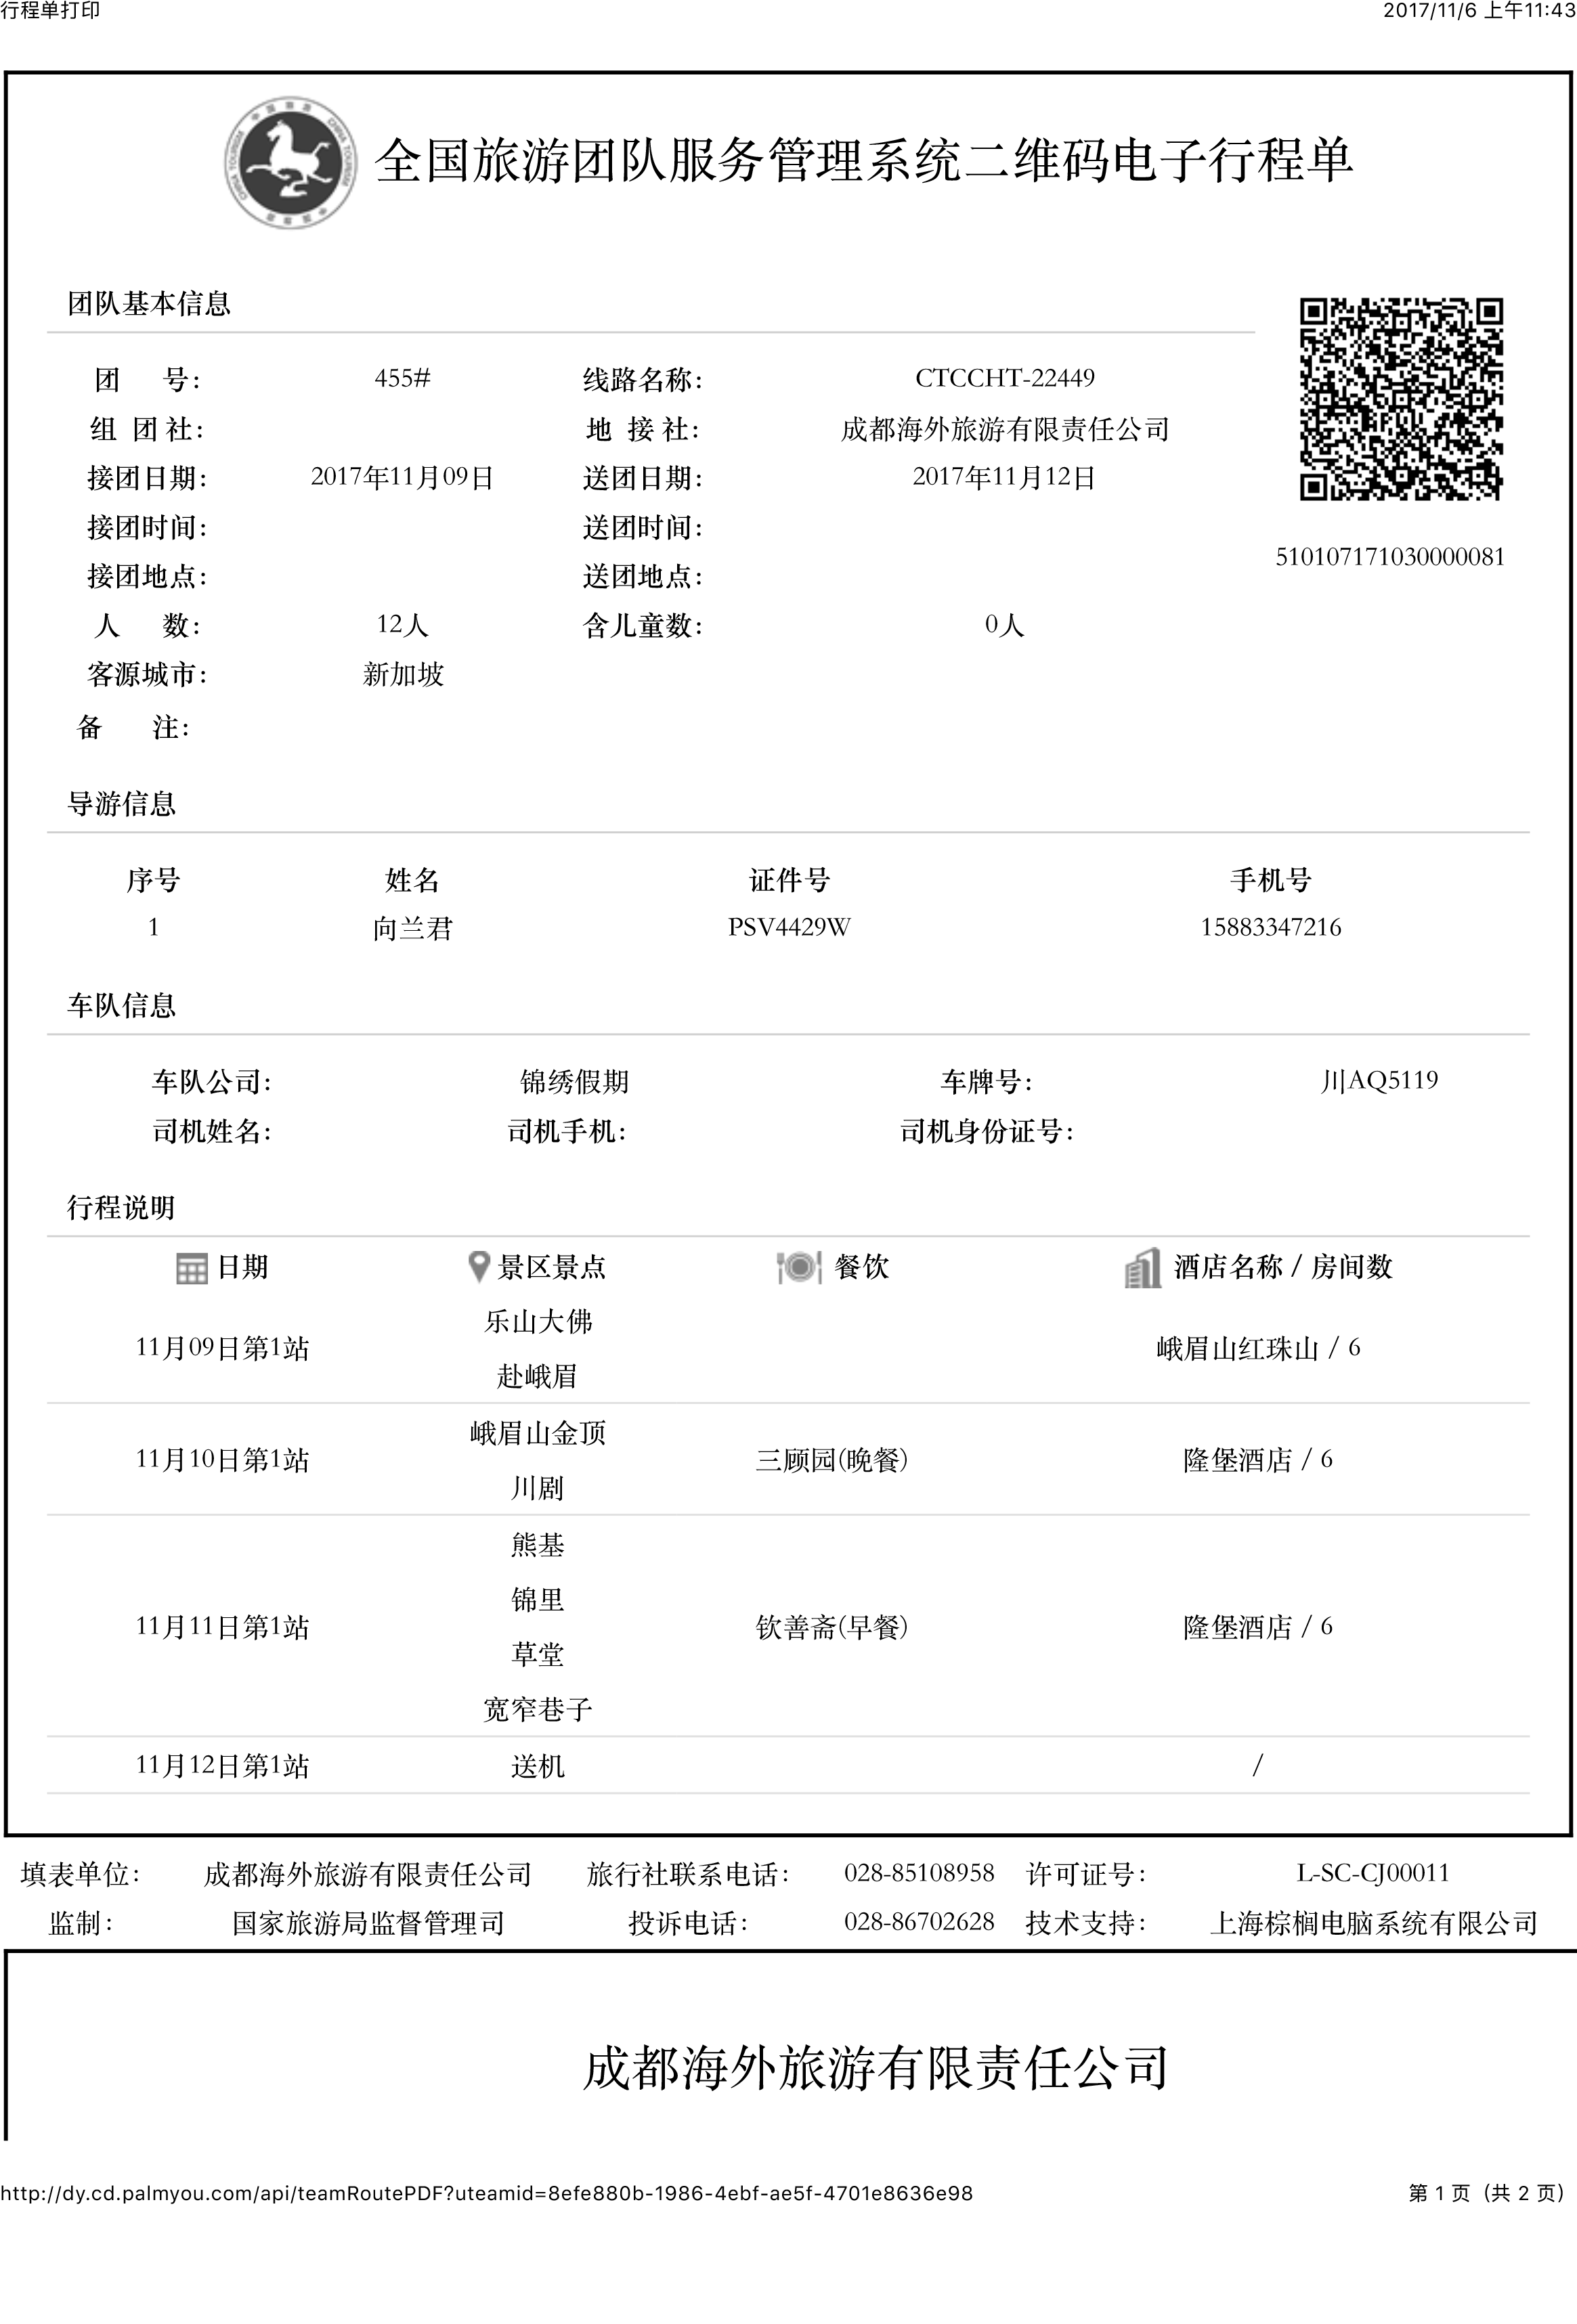 行程单打印 2017/11/6 上午11:43
全国旅游团队服务管理系统二维码电子行程单
团队基本信息
团 号： 455# 线路名称： CTCCHT-22449
组 团 社： 地 接 社： 成都海外旅游有限责任公司
接团日期： 2017年11月09日 送团日期： 2017年11月12日
接团时间： 送团时间：
510107171030000081
接团地点： 送团地点：
人 数： 12人 含儿童数： 0人
客源城市： 新加坡
备 注：
导游信息
序号 姓名 证件号 手机号
1 向兰君 PSV4429W 15883347216
车队信息
车队公司： 锦绣假期 车牌号： 川AQ5119
司机姓名： 司机手机： 司机身份证号：
行程说明
日期 景区景点 餐饮 酒店名称 / 房间数
乐山大佛
11月09日第1站 峨眉山红珠山 / 6
赴峨眉
峨眉山金顶
11月10日第1站 三顾园(晚餐) 隆堡酒店 / 6
川剧
熊基
锦里
11月11日第1站 钦善斋(早餐) 隆堡酒店 / 6
草堂
宽窄巷子
11月12日第1站 送机 /
填表单位： 成都海外旅游有限责任公司 旅行社联系电话： 028-85108958 许可证号： L-SC-CJ00011
监制： 国家旅游局监督管理司 投诉电话： 028-86702628 技术支持： 上海棕榈电脑系统有限公司
成都海外旅游有限责任公司
http://dy.cd.palmyou.com/api/teamRoutePDF?uteamid=8efe880b-1986-4ebf-ae5f-4701e8636e98 第 1 页（共 2 页）